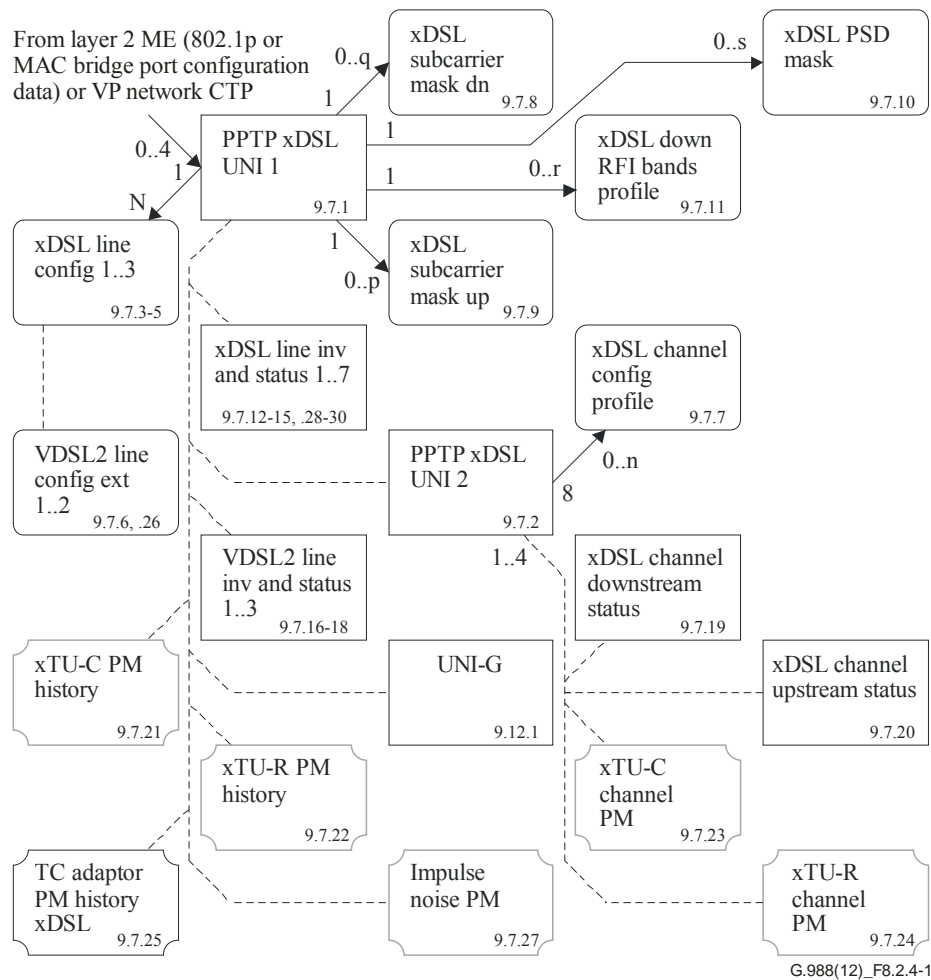 From layer 2 ME (802.1p or
MAC bridge port configuration
data) or VP network CTP
0..4
1
N
PPTP xDSL
UNI 1
9.7.1
1
0..q
xDSL
subcarrier
mask dn
9.7.8
1
0..s
xDSL PSD
mask
9.7.10
1
0..r
xDSL down
RFI bands
profile
9.7.11
1
0..p
xDSL
subcarrier
mask up
9.7.9
xDSL line
config 1..3
9.7.3-5
xDSL line inv
and status 1..7
9.7.12-15, .28-30
xDSL channel
config
profile
9.7.7
VDSL2 line
config ext
1..2
9.7.6, .26
PPTP xDSL
UNI 2
9.7.2
8
0..n
1..4
VDSL2 line
inv and status
1..3
9.7.16-18
xDSL channel
downstream
status
9.7.19
xTU-C PM
history
9.7.21
UNI-G
9.12.1
xDSL channel
upstream status
9.7.20
xTU-R PM
history
9.7.22
xTU-C
channel
PM
9.7.23
TC adaptor
PM history
xDSL
9.7.25
Impulse
noise PM
9.7.27
xTU-R
channel
PM
9.7.24
G.988(12)_F8.2.4-1